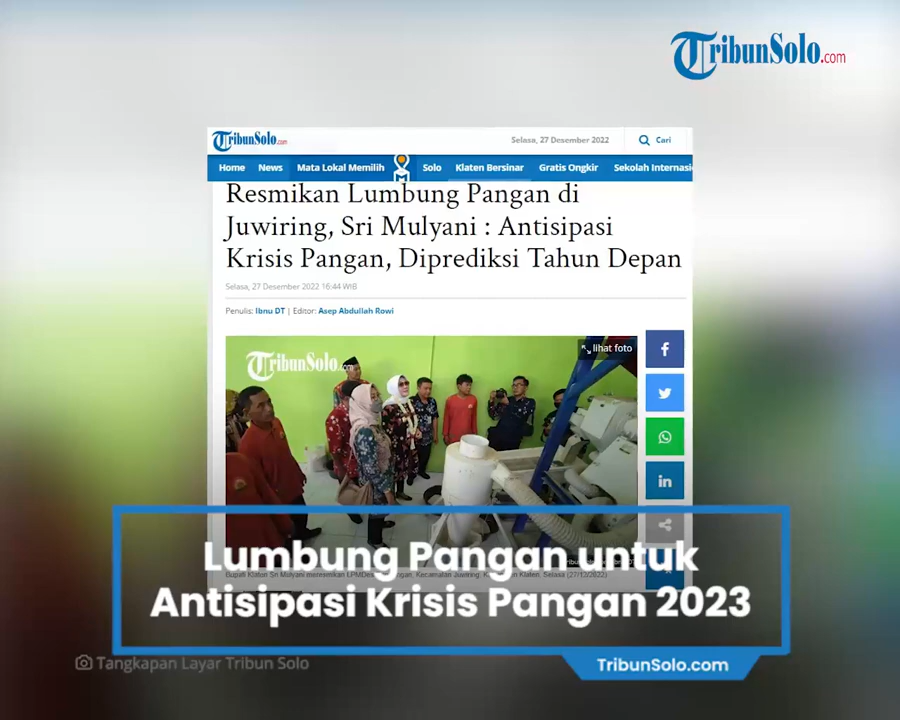 TribunSolo.com
TribunSolo.com
Selasa, 27 Desember 2022
Cari
Home News Mata Lokal Memilih Solo Klaten Bersinar Gratis Ongkir Sekolah Internasi
Resmikan Lumbung Pangan di
Juwiring, Sri Mulyani : Antisipasi
Krisis Pangan, Diprediksi Tahun Depan
Selasa, 27 Desember 2022 16:44 WIB
Penulis: Ibnu DT | Editor: Asep Abdullah Rowi
TribunSolo.com
lihat foto
Lumbung Pangan untuk
Antisipasi Krisis Pangan 2023
Tangkapan Layar Tribun Solo
TribunSolo.com